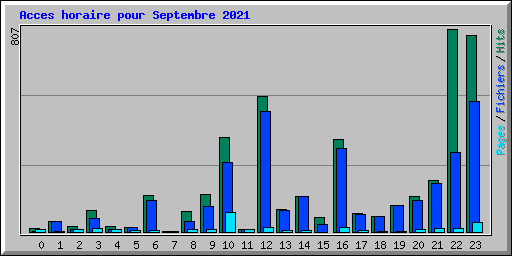 Acces horaire pour Septembre 2021
807
Pages / Fichiers / Hits
0 1 2 3 4 5 6 7 8 9 10 11 12 13 14 15 16 17 18 19 20 21 22 23